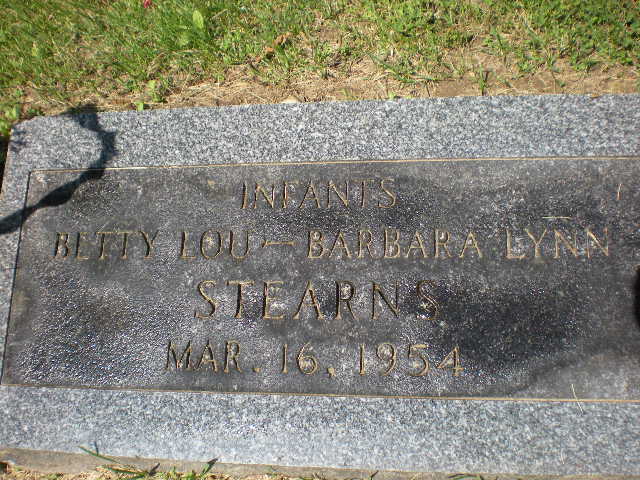 INFANTS
BETTY LOU — BARBARA LYNN
STEARNS
MAR. 16, 1954